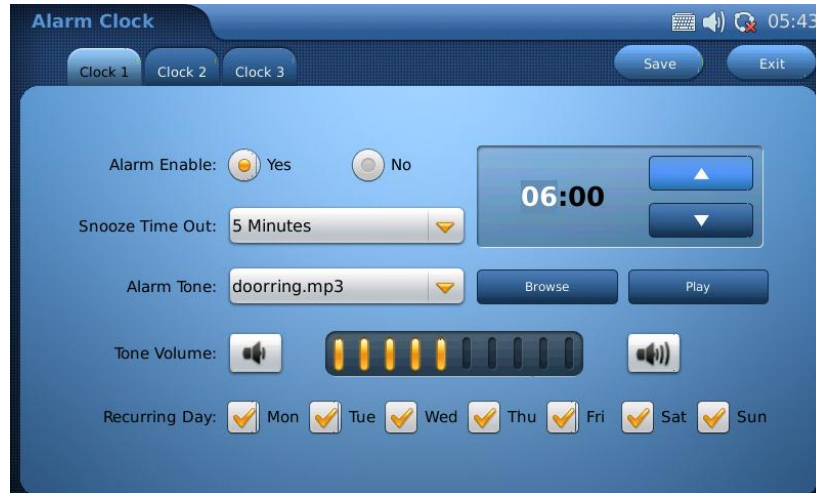 Alarm Clock 05:43
Clock 1 Clock 2 Clock 3 Save Exit
Alarm Enable: Yes No
06:00
Snooze Time Out: 5 Minutes
Alarm Tone: doorring.mp3 Browse Play
Tone Volume:
Recurring Day: Mon Tue Wed Thu Fri Sat Sun